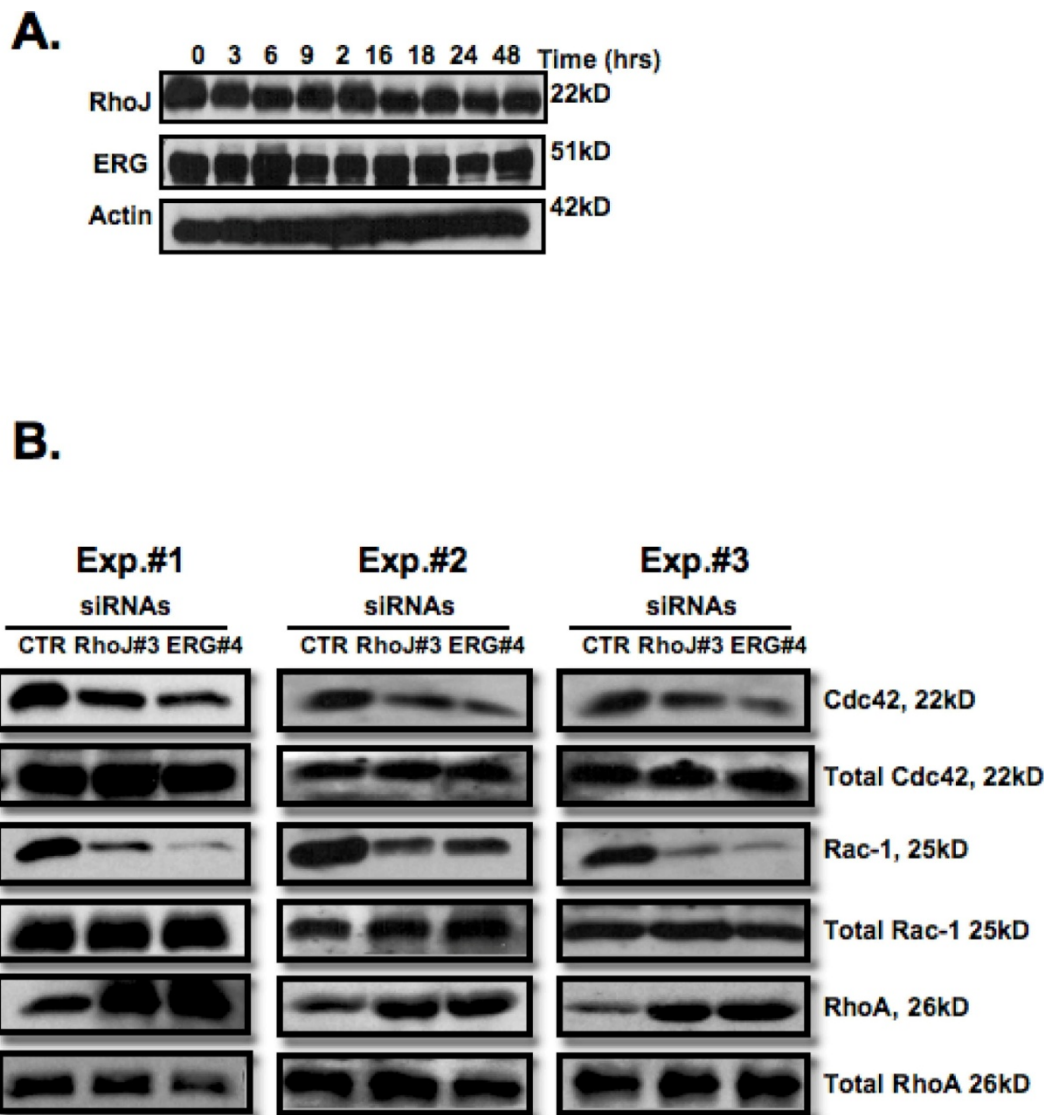 A.
0 3 6 9 2 16 18 24 48 Time (hrs)
RhoJ 22kD
ERG 51kD
Actin 42kD
B.
Exp.#1 Exp.#2 Exp.#3
siRNAs siRNAs siRNAs
CTR RhoJ#3 ERG#4 CTR RhoJ#3 ERG#4 CTR RhoJ#3 ERG#4
Cdc42, 22kD
Total Cdc42, 22kD
Rac-1, 25kD
Total Rac-1 25kD
RhoA, 26kD
Total RhoA 26kD